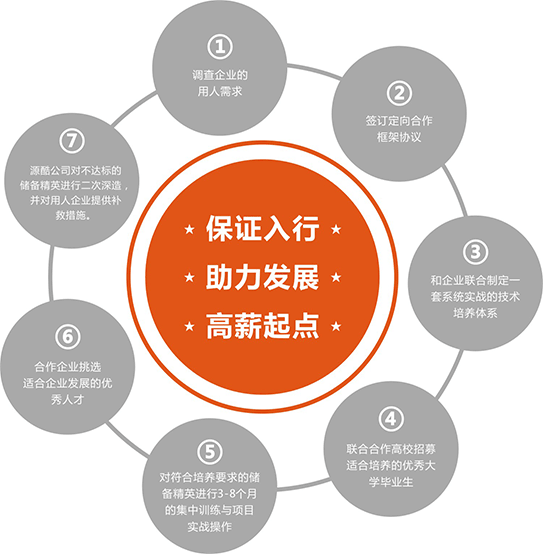 ①
调查企业的
用人需求
②
签订定向合作
框架协议
③
和企业联合制定一
套系统实战的技术
培养体系
④
联合合作高校招募
适合培养的优秀大
学毕业生
⑤
对符合培养要求的储
备精英进行3-8个月
的集中训练与项目
实战操作
⑥
合作企业挑选
适合企业发展的优
秀人才
⑦
源酷公司对不达标的
储备精英进行二次深造，
并对用人企业提供补
救措施。
★ 保证入行 ★
★ 助力发展 ★
★ 高薪起点 ★